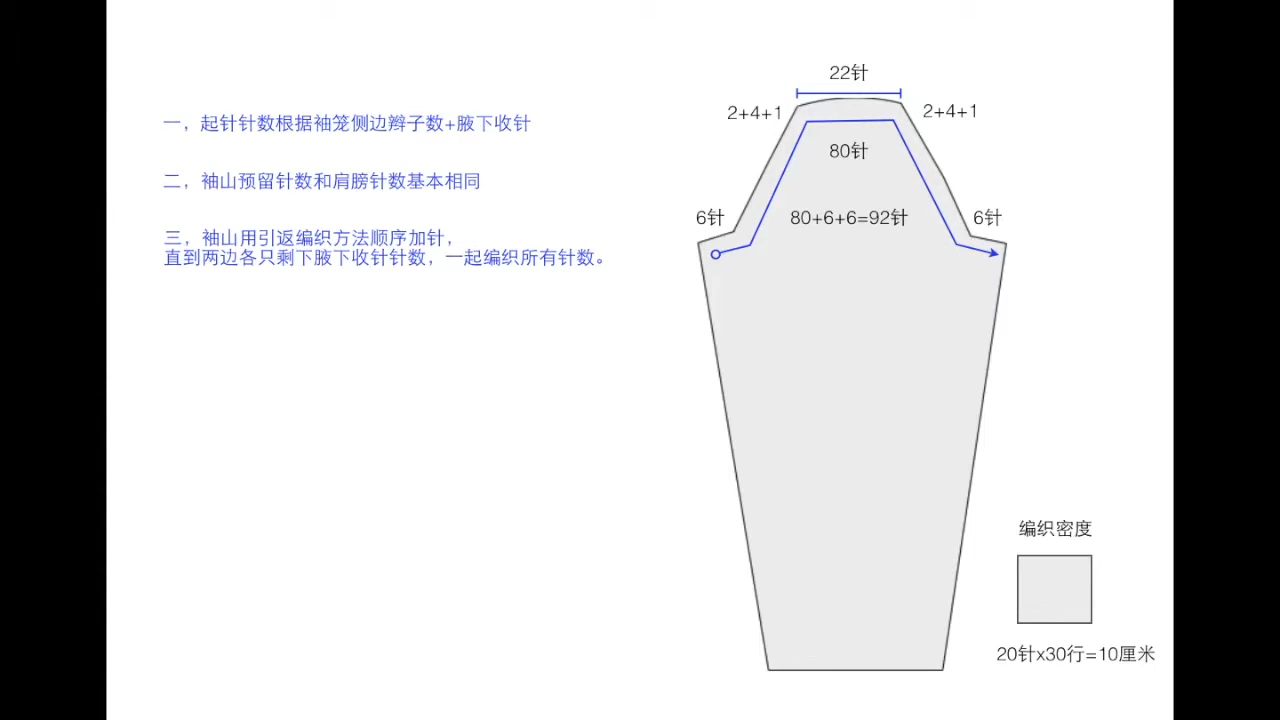 一，起针针数根据袖笼侧边辫子数+腋下收针
二，袖山预留针数和肩膀针数基本相同
三，袖山用引返编织方法顺序加针，
直到两边各只剩下腋下收针针数，一起编织所有针数。
22针
2+4+1
2+4+1
80针
6针
80+6+6=92针
6针
编织密度
20针x30行=10厘米